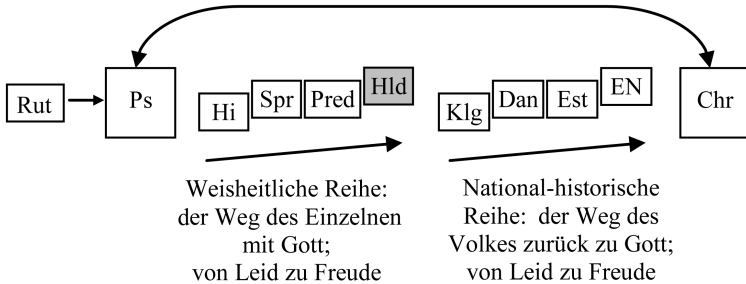 Rut
Ps
Hi
Spr
Pred
Hld
Klg
Dan
Est
EN
Chr
Weisheitliche Reihe:
der Weg des Einzelnen
mit Gott;
von Leid zu Freude
National-historische
Reihe: der Weg des
Volkes zurück zu Gott;
von Leid zu Freude